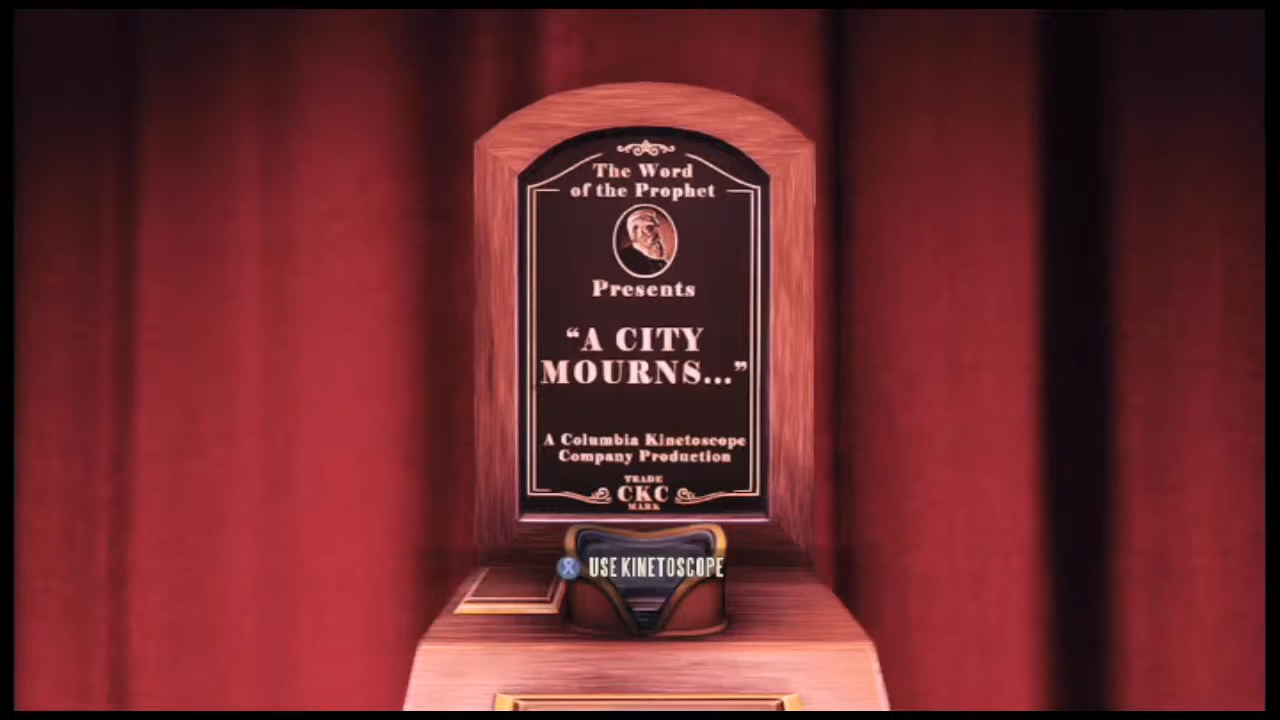 The Word
of the Prophet
Presents
“A CITY
MOURNS...”
A Columbia Kinetoscope
Company Production
TRADE
CKC
MARK
X USE KINETOSCOPE